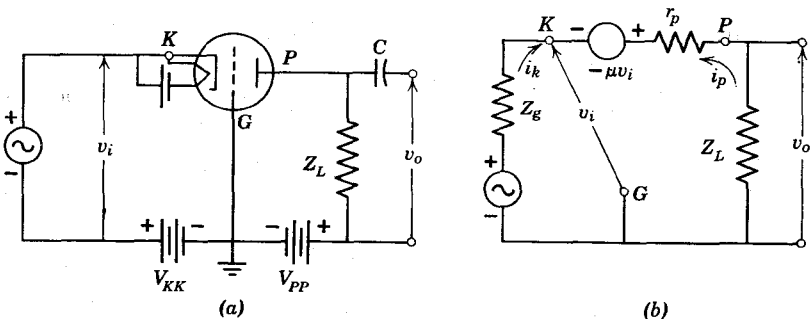 K
P
C
G
+
~
-
v_i
Z_L
v_o
+ - - +
V_KK
V_PP
(a)
K
- +
r_p
P
i_k
-μv_i
i_p
Z_g
v_i
Z_L
v_o
+
~
-
G
(b)